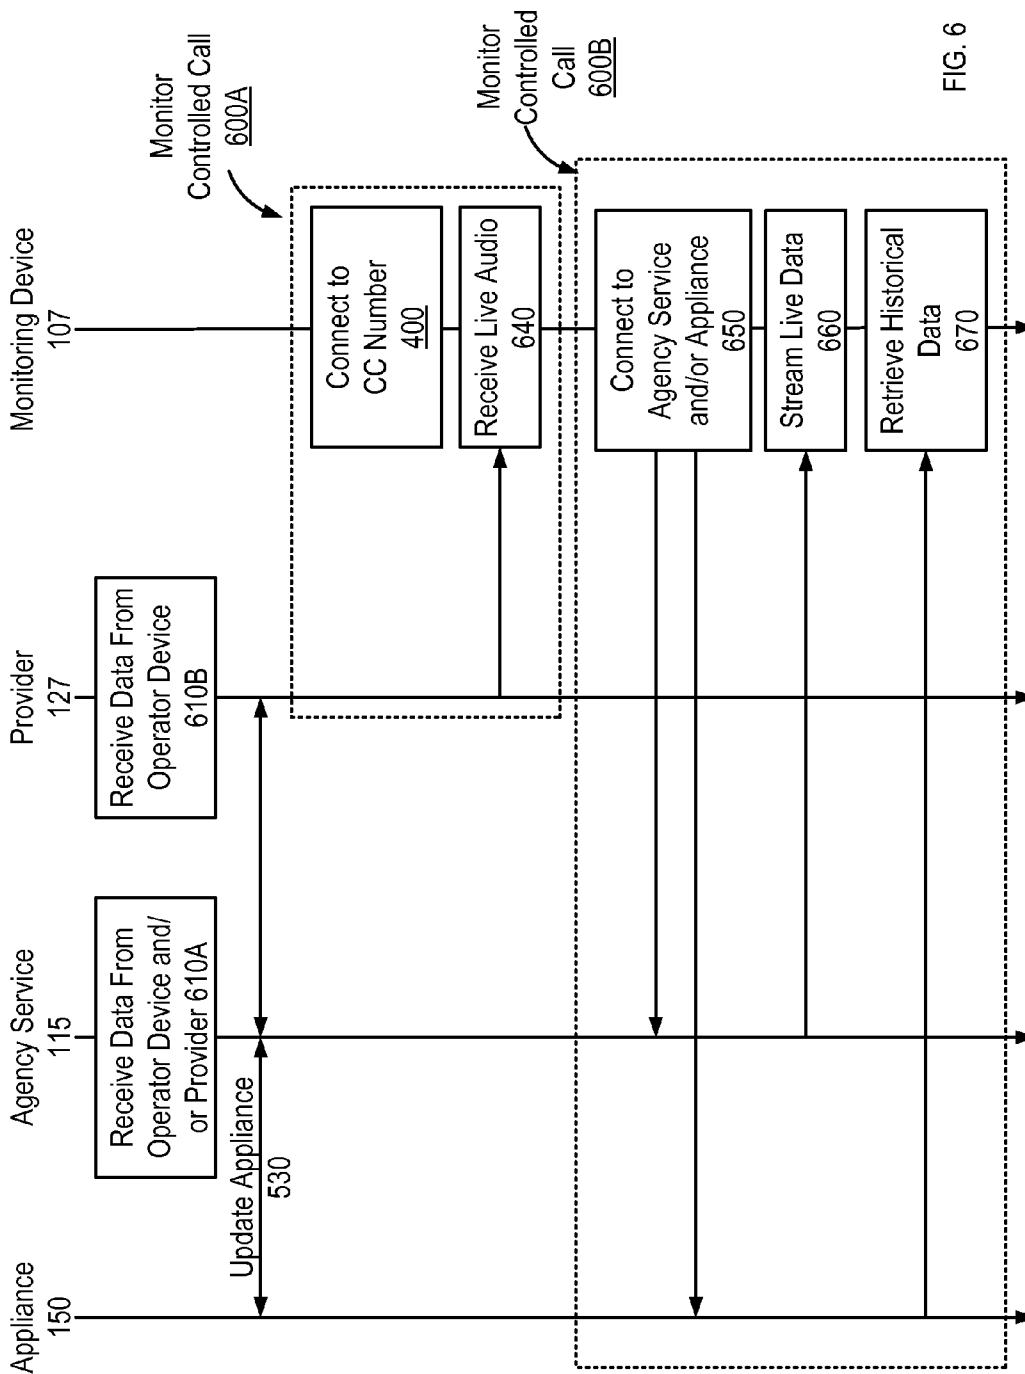 Appliance
150
Agency Service
115
Provider
127
Monitoring Device
107
Receive Data From
Operator Device and/
or Provider 610A
Receive Data From
Operator Device
610B
Update Appliance
530
Monitor
Controlled Call
600A
Connect to
CC Number
400
Receive Live Audio
640
Monitor
Controlled
Call
600B
Connect to
Agency Service
and/or Appliance
650
Stream Live Data
660
Retrieve Historical
Data
670
FIG. 6